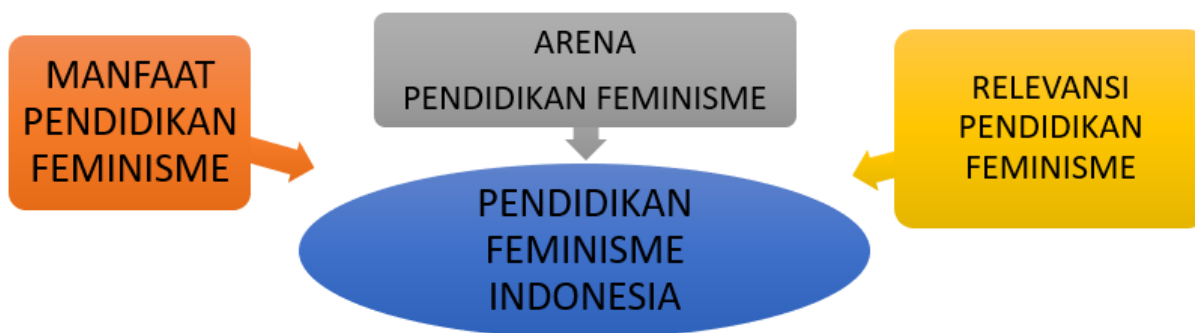 MANFAAT
PENDIDIKAN
FEMINISME
ARENA
PENDIDIKAN FEMINISME
RELEVANSI
PENDIDIKAN
FEMINISME
PENDIDIKAN
FEMINISME
INDONESIA